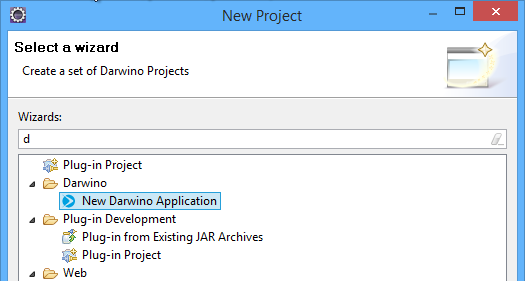 New Project
Select a wizard
Create a set of Darwino Projects
Wizards:
d
Plug-in Project
Darwino
New Darwino Application
Plug-in Development
Plug-in from Existing JAR Archives
Plug-in Project
Web